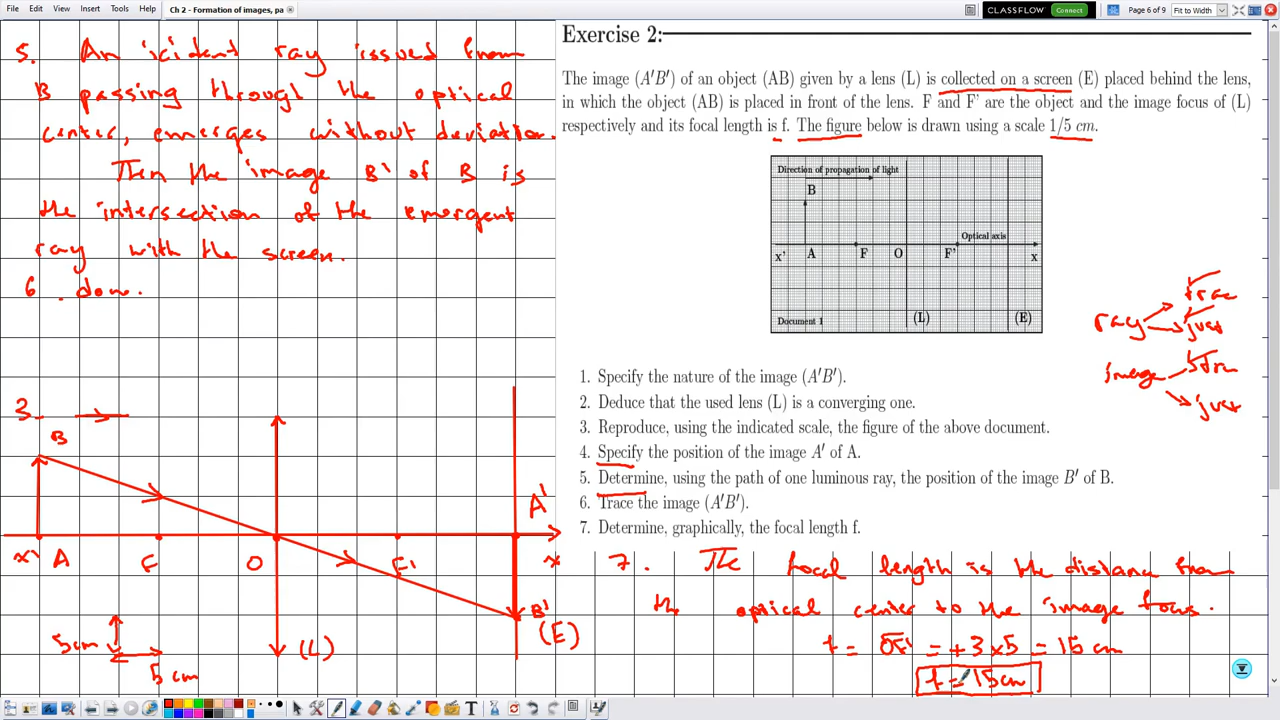 File Edit View Insert Tools Help
Ch 2 - Formation of images, pa
CLASSFLOW Connect
Page 6 of 9
Fit to Width
5. An icident ray issued from
B passing through the optical
center, emerges without deviation.
Then the image B' of B is
the intersection of the emergent
ray with the screen.
6. done.
3.
B
A'
x' A F O F' x
B'
(E)
(L)
5cm
5 cm
Exercise 2:
The image (A'B') of an object (AB) given by a lens (L) is collected on a screen (E) placed behind the lens,
in which the object (AB) is placed in front of the lens. F and F' are the object and the image focus of (L)
respectively and its focal length is f. The figure below is drawn using a scale 1/5 cm.
Direction of propagation of light
B
Optical axis
x' A F O F' x
Document 1
(L)
(E)
ray trac
just
image tra
just
1. Specify the nature of the image (A'B').
2. Deduce that the used lens (L) is a converging one.
3. Reproduce, using the indicated scale, the figure of the above document.
4. Specify the position of the image A' of A.
5. Determine, using the path of one luminous ray, the position of the image B' of B.
6. Trace the image (A'B').
7. Determine, graphically, the focal length f.
7. The focal length is the distance from
the optical center to the image focus.
f = OF' = +3 x 5 = 15 cm
f = 15cm